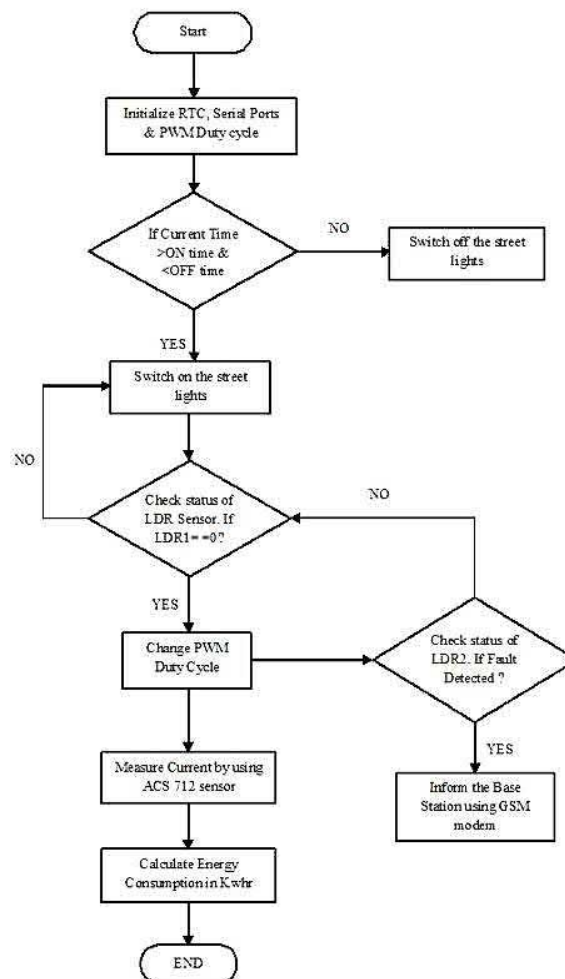 Start
Initialize RTC, Serial Ports
& PWM Duty cycle
If Current Time
>ON time &
<OFF time
NO
Switch off the street
lights
YES
Switch on the street
lights
NO
Check status of
LDR Sensor. If
LDR1==0?
NO
YES
Change PWM
Duty Cycle
Check status of
LDR2. If Fault
Detected ?
YES
Measure Current by using
ACS 712 sensor
Inform the Base
Station using GSM
modem
Calculate Energy
Consumption in Kwhr
END